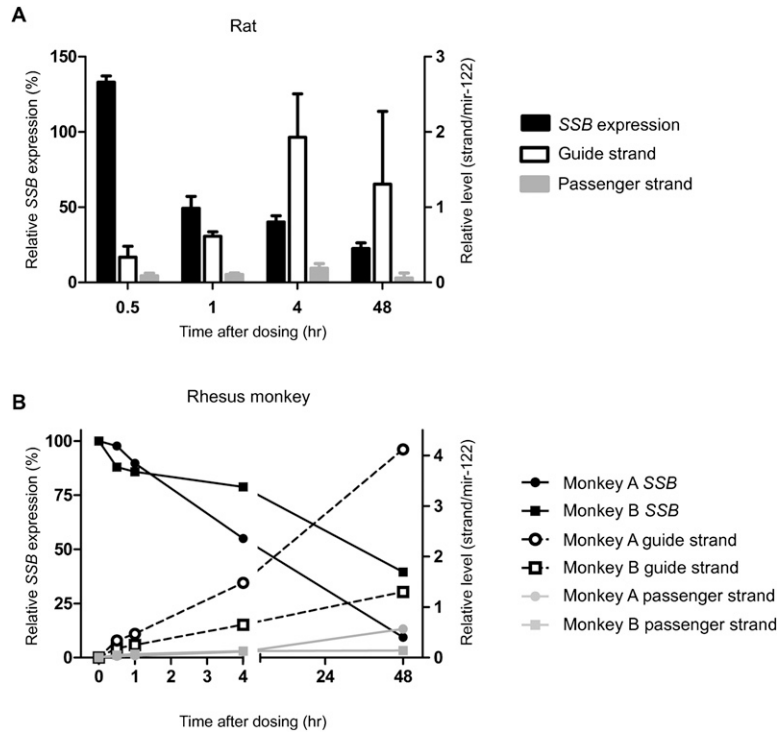 A
Rat
Relative SSB expression (%)
150
100
50
0
3
2
1
0
Relative level (strand/mir-122)
0.5 1 4 48
Time after dosing (hr)
SSB expression
Guide strand
Passenger strand
B
Rhesus monkey
Relative SSB expression (%)
100
75
50
25
0
4
3
2
1
0
Relative level (strand/mir-122)
0 1 2 3 4 24 48
Time after dosing (hr)
Monkey A SSB
Monkey B SSB
Monkey A guide strand
Monkey B guide strand
Monkey A passenger strand
Monkey B passenger strand